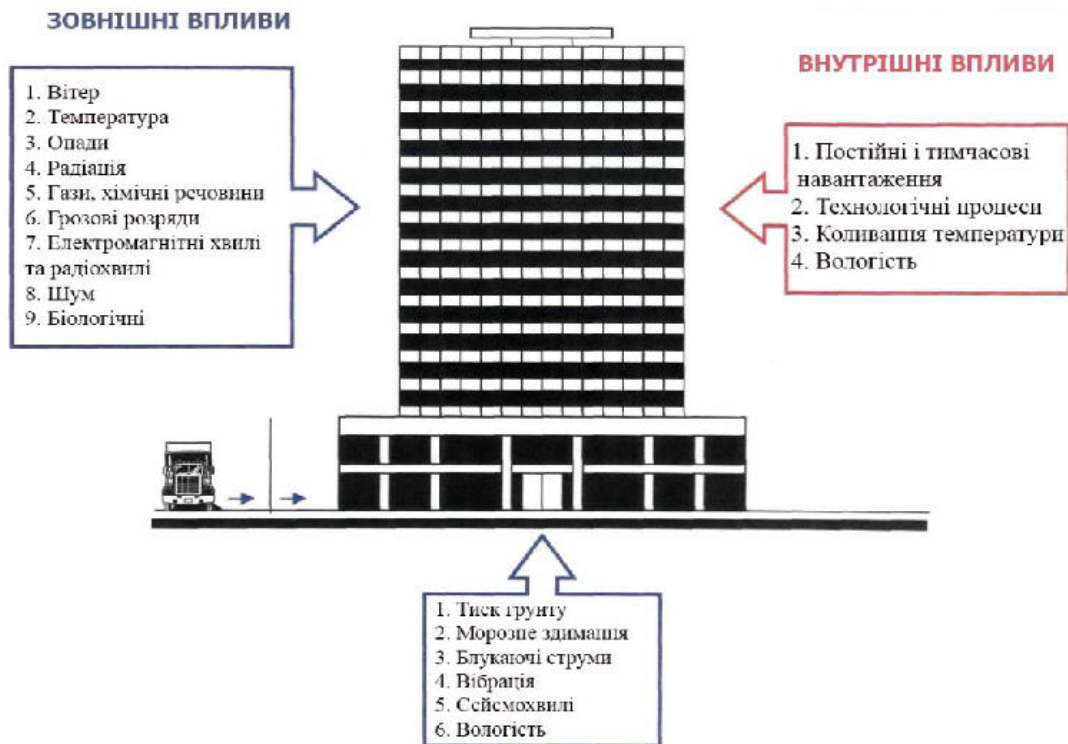 ЗОВНІШНІ ВПЛИВИ
1. Вітер
2. Температура
3. Опади
4. Радіація
5. Гази, хімічні речовини
6. Грозові розряди
7. Електромагнітні хвилі
та радіохвилі
8. Шум
9. Біологічні
ВНУТРІШНІ ВПЛИВИ
1. Постійні і тимчасові
навантаження
2. Технологічні процеси
3. Коливання температури
4. Вологість
1. Тиск ґрунту
2. Морозне здимання
3. Блукаючі струми
4. Вібрація
5. Сейсмохвилі
6. Вологість